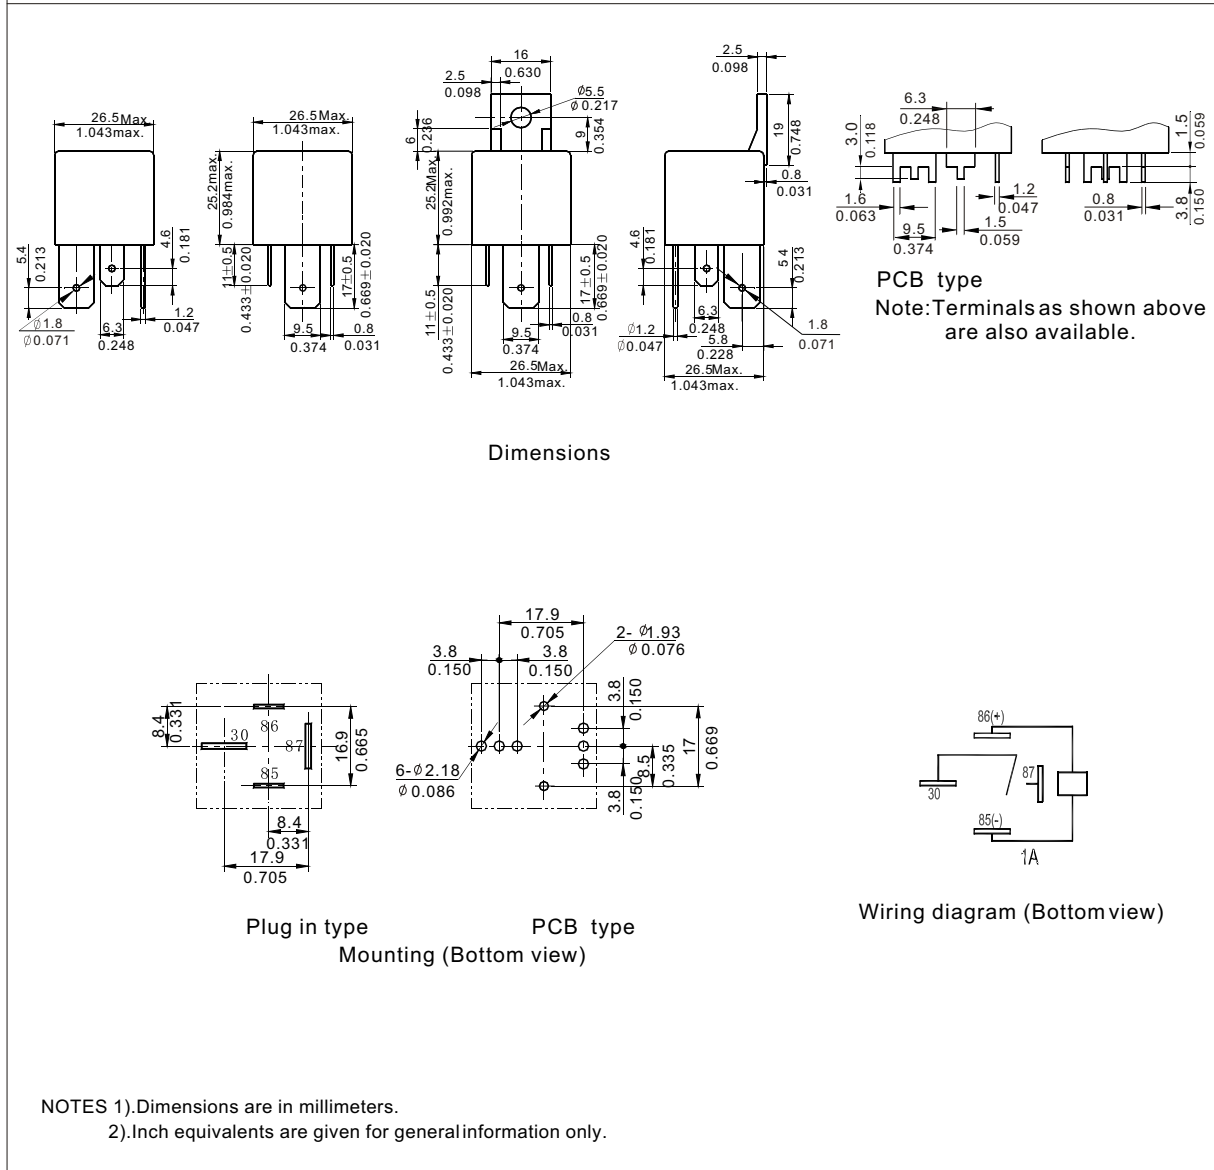 26.5Max.
1.043max.
5.4
0.213
4.6
0.181
Ø1.8
Ø0.071
6.3
0.248
1.2
0.047
26.5Max.
1.043max.
25.2max.
0.984max.
11±0.5
0.433±0.020
17±0.5
0.669±0.020
9.5
0.374
0.8
0.031
16
0.630
2.5
0.098
Ø5.5
Ø0.217
6
0.236
9
0.354
25.2Max.
0.992max.
11±0.5
0.433±0.020
17±0.5
0.669±0.020
9.5
0.374
0.8
0.031
26.5Max.
1.043max.
2.5
0.098
19
0.748
0.8
0.031
4.6
0.181
5 4
0.213
Ø1.2
Ø0.047
6.3
0.248
5.8
0.228
1.8
0.071
26.5Max.
1.043max.
6.3
0.248
3.0
0.118
1.6
0.063
9.5
0.374
1.2
0.047
1.5
0.059
1.5
0.059
0.8
0.031
3.8
0.150
PCB type
Note:Terminals as shown above
are also available.
Dimensions
8.4
0.331
86
30
87
85
16.9
0.665
8.4
0.331
17.9
0.705
17.9
0.705
2- Ø1.93
Ø0.076
3.8
0.150
3.8
0.150
3.8
0.150
17
0.669
8.5
0.335
3.8
0.150
6-Ø2.18
Ø0.086
86(+)
30
87
85(-)
1A
Plug in type
PCB type
Mounting (Bottom view)
Wiring diagram (Bottom view)
NOTES 1).Dimensions are in millimeters.
2).Inch equivalents are given for general information only.